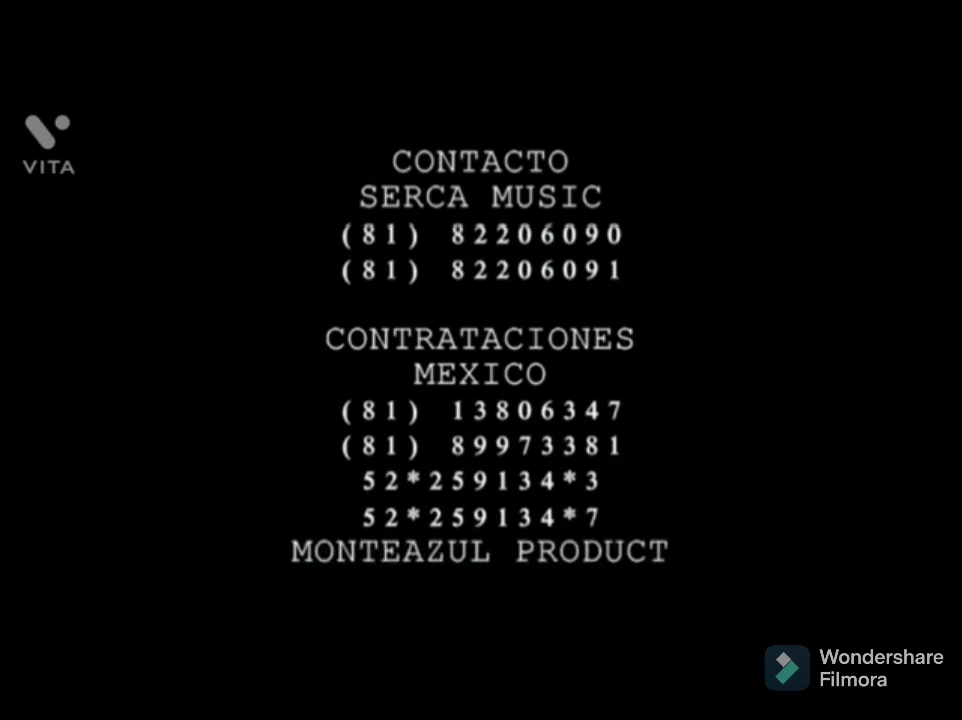 VITA
CONTACTO
SERCA MUSIC
(81) 82206090
(81) 82206091
CONTRATACIONES
MEXICO
(81) 13806347
(81) 89973381
52*259134*3
52*259134*7
MONTEAZUL PRODUCT
Wondershare
Filmora